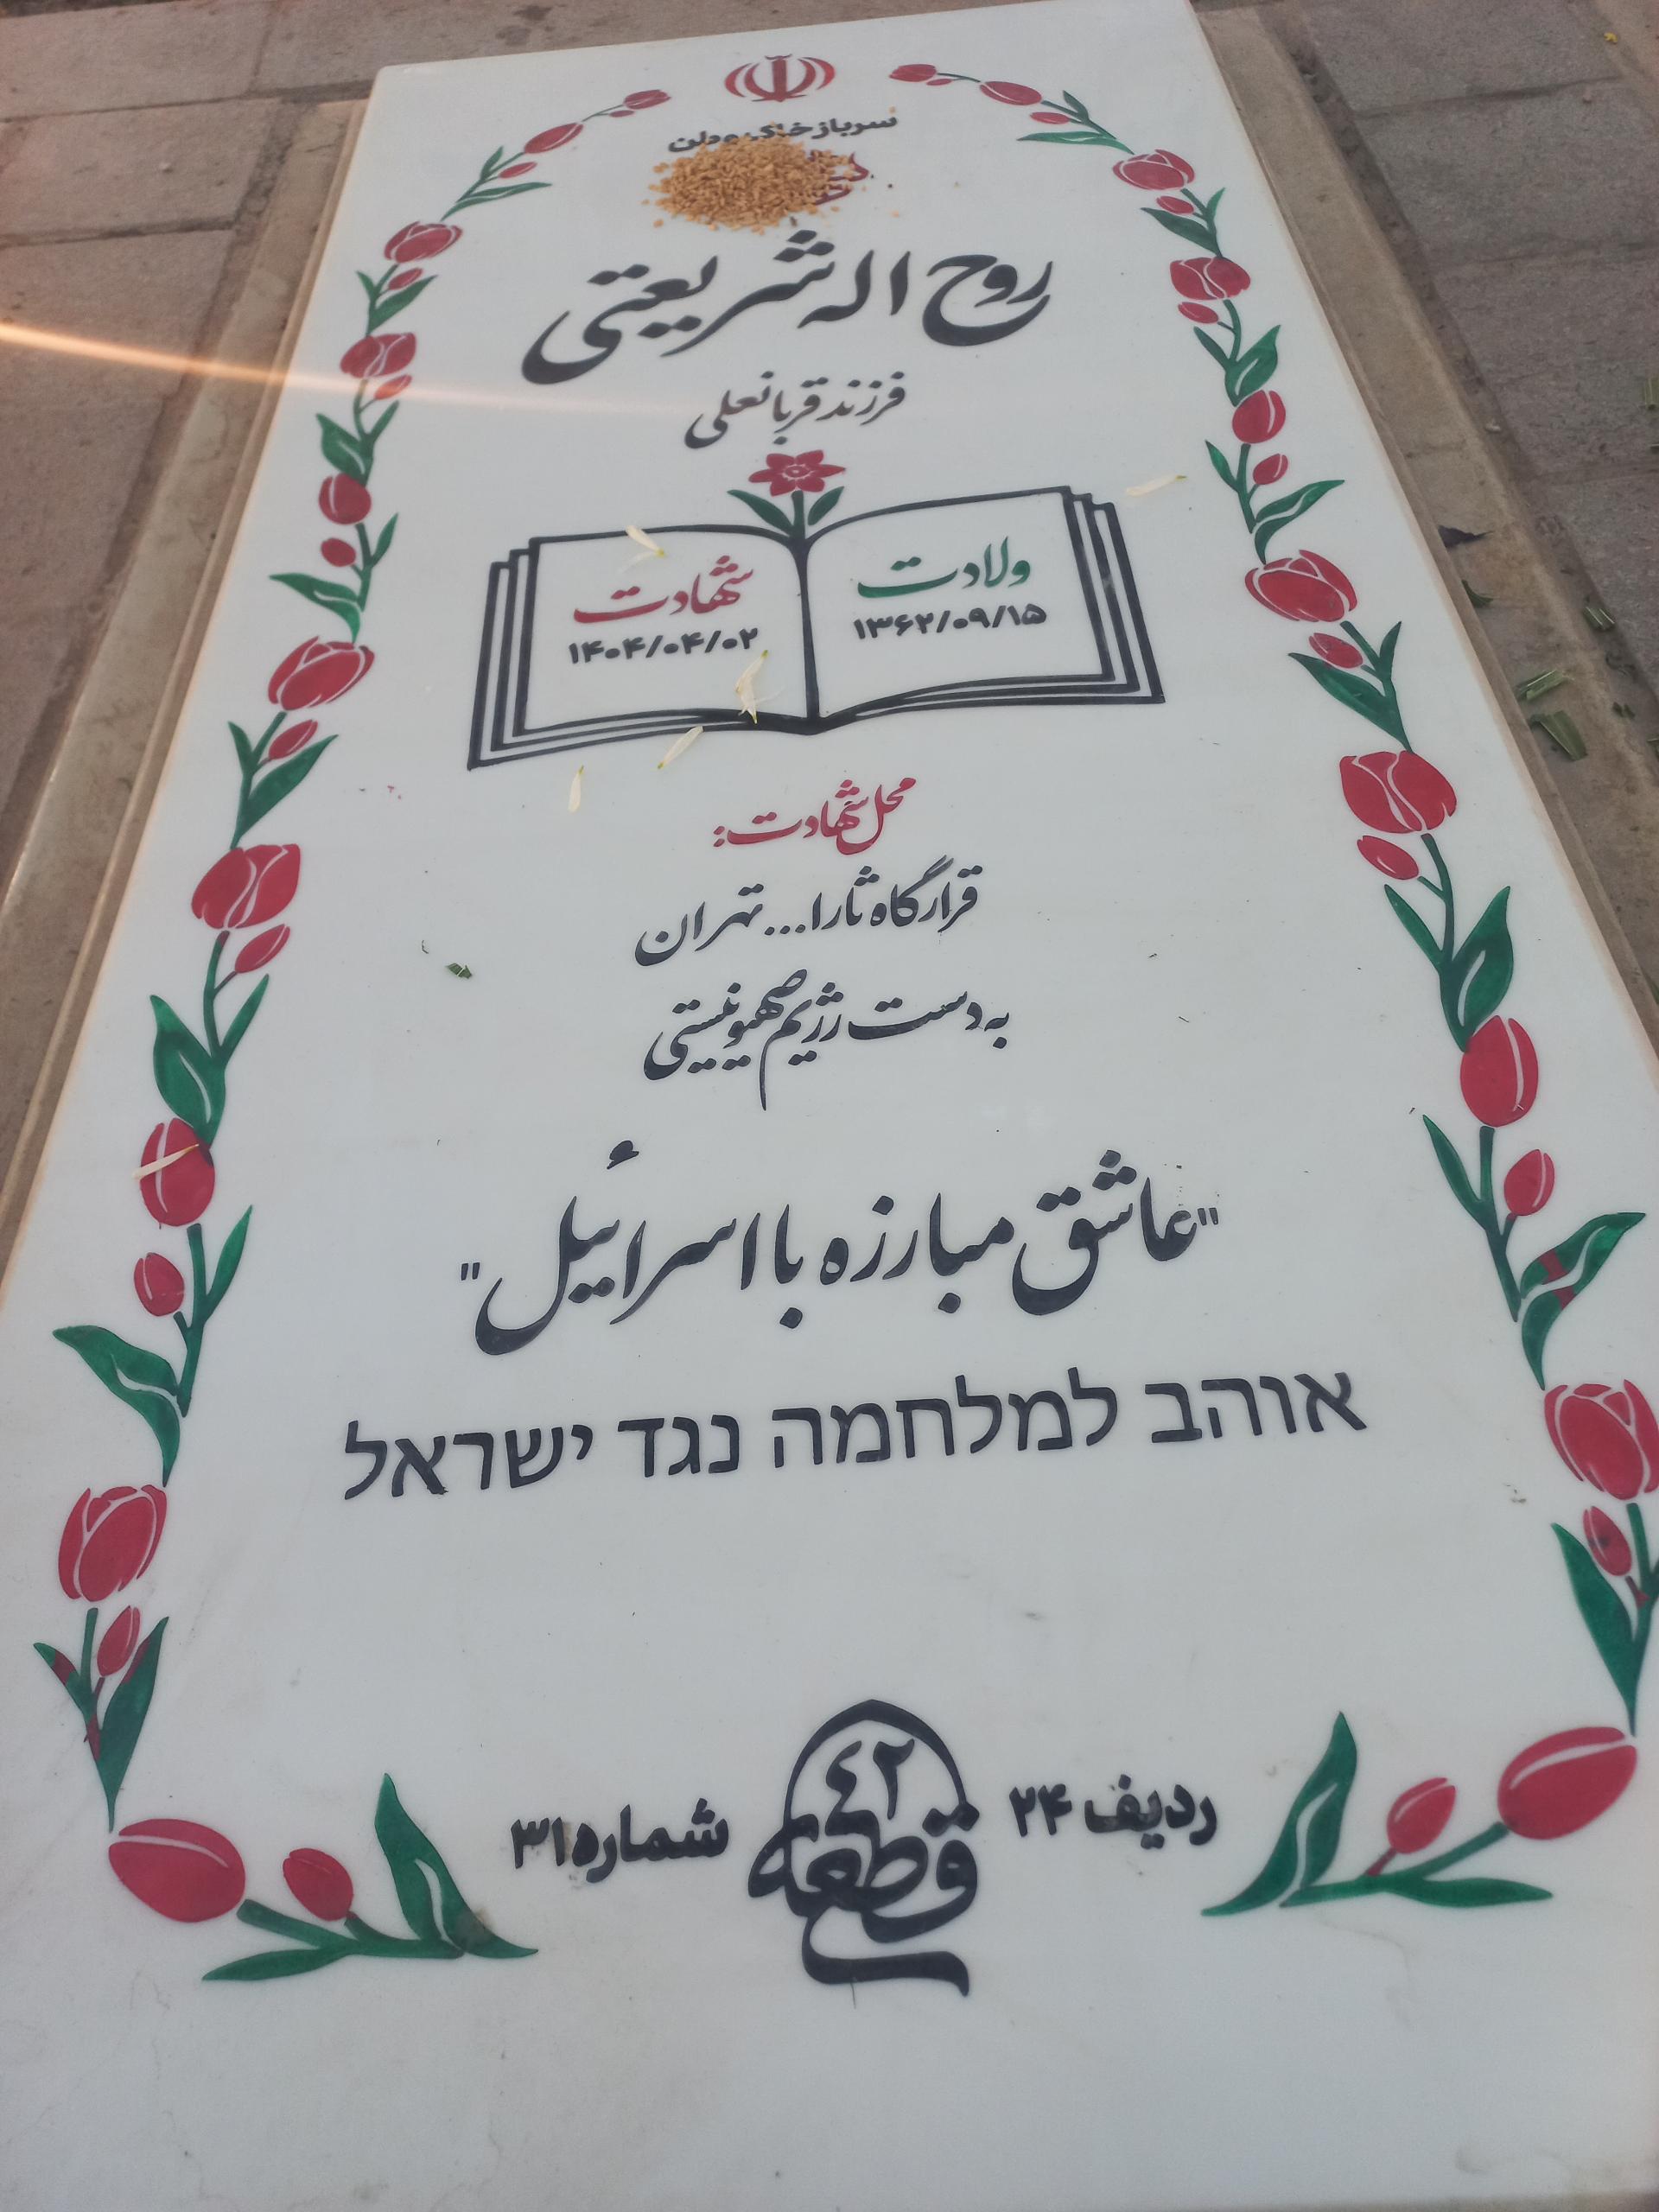 سرباز خاک وطن
روح اله شریعتی
فرزند قربانعلی
ولادت
۱۳۶۲/۰۹/۱۵
شهادت
۱۴۰۴/۰۴/۰۲
محل شهادت:
قرارگاه ثارا... تهران
به دست رژیم صهیونیستی
"عاشق مبارزه با اسرائیل"
אוהב למלחמה נגד ישראל
ردیف ۲۴
قطعه ٤٢
شماره ۳۱